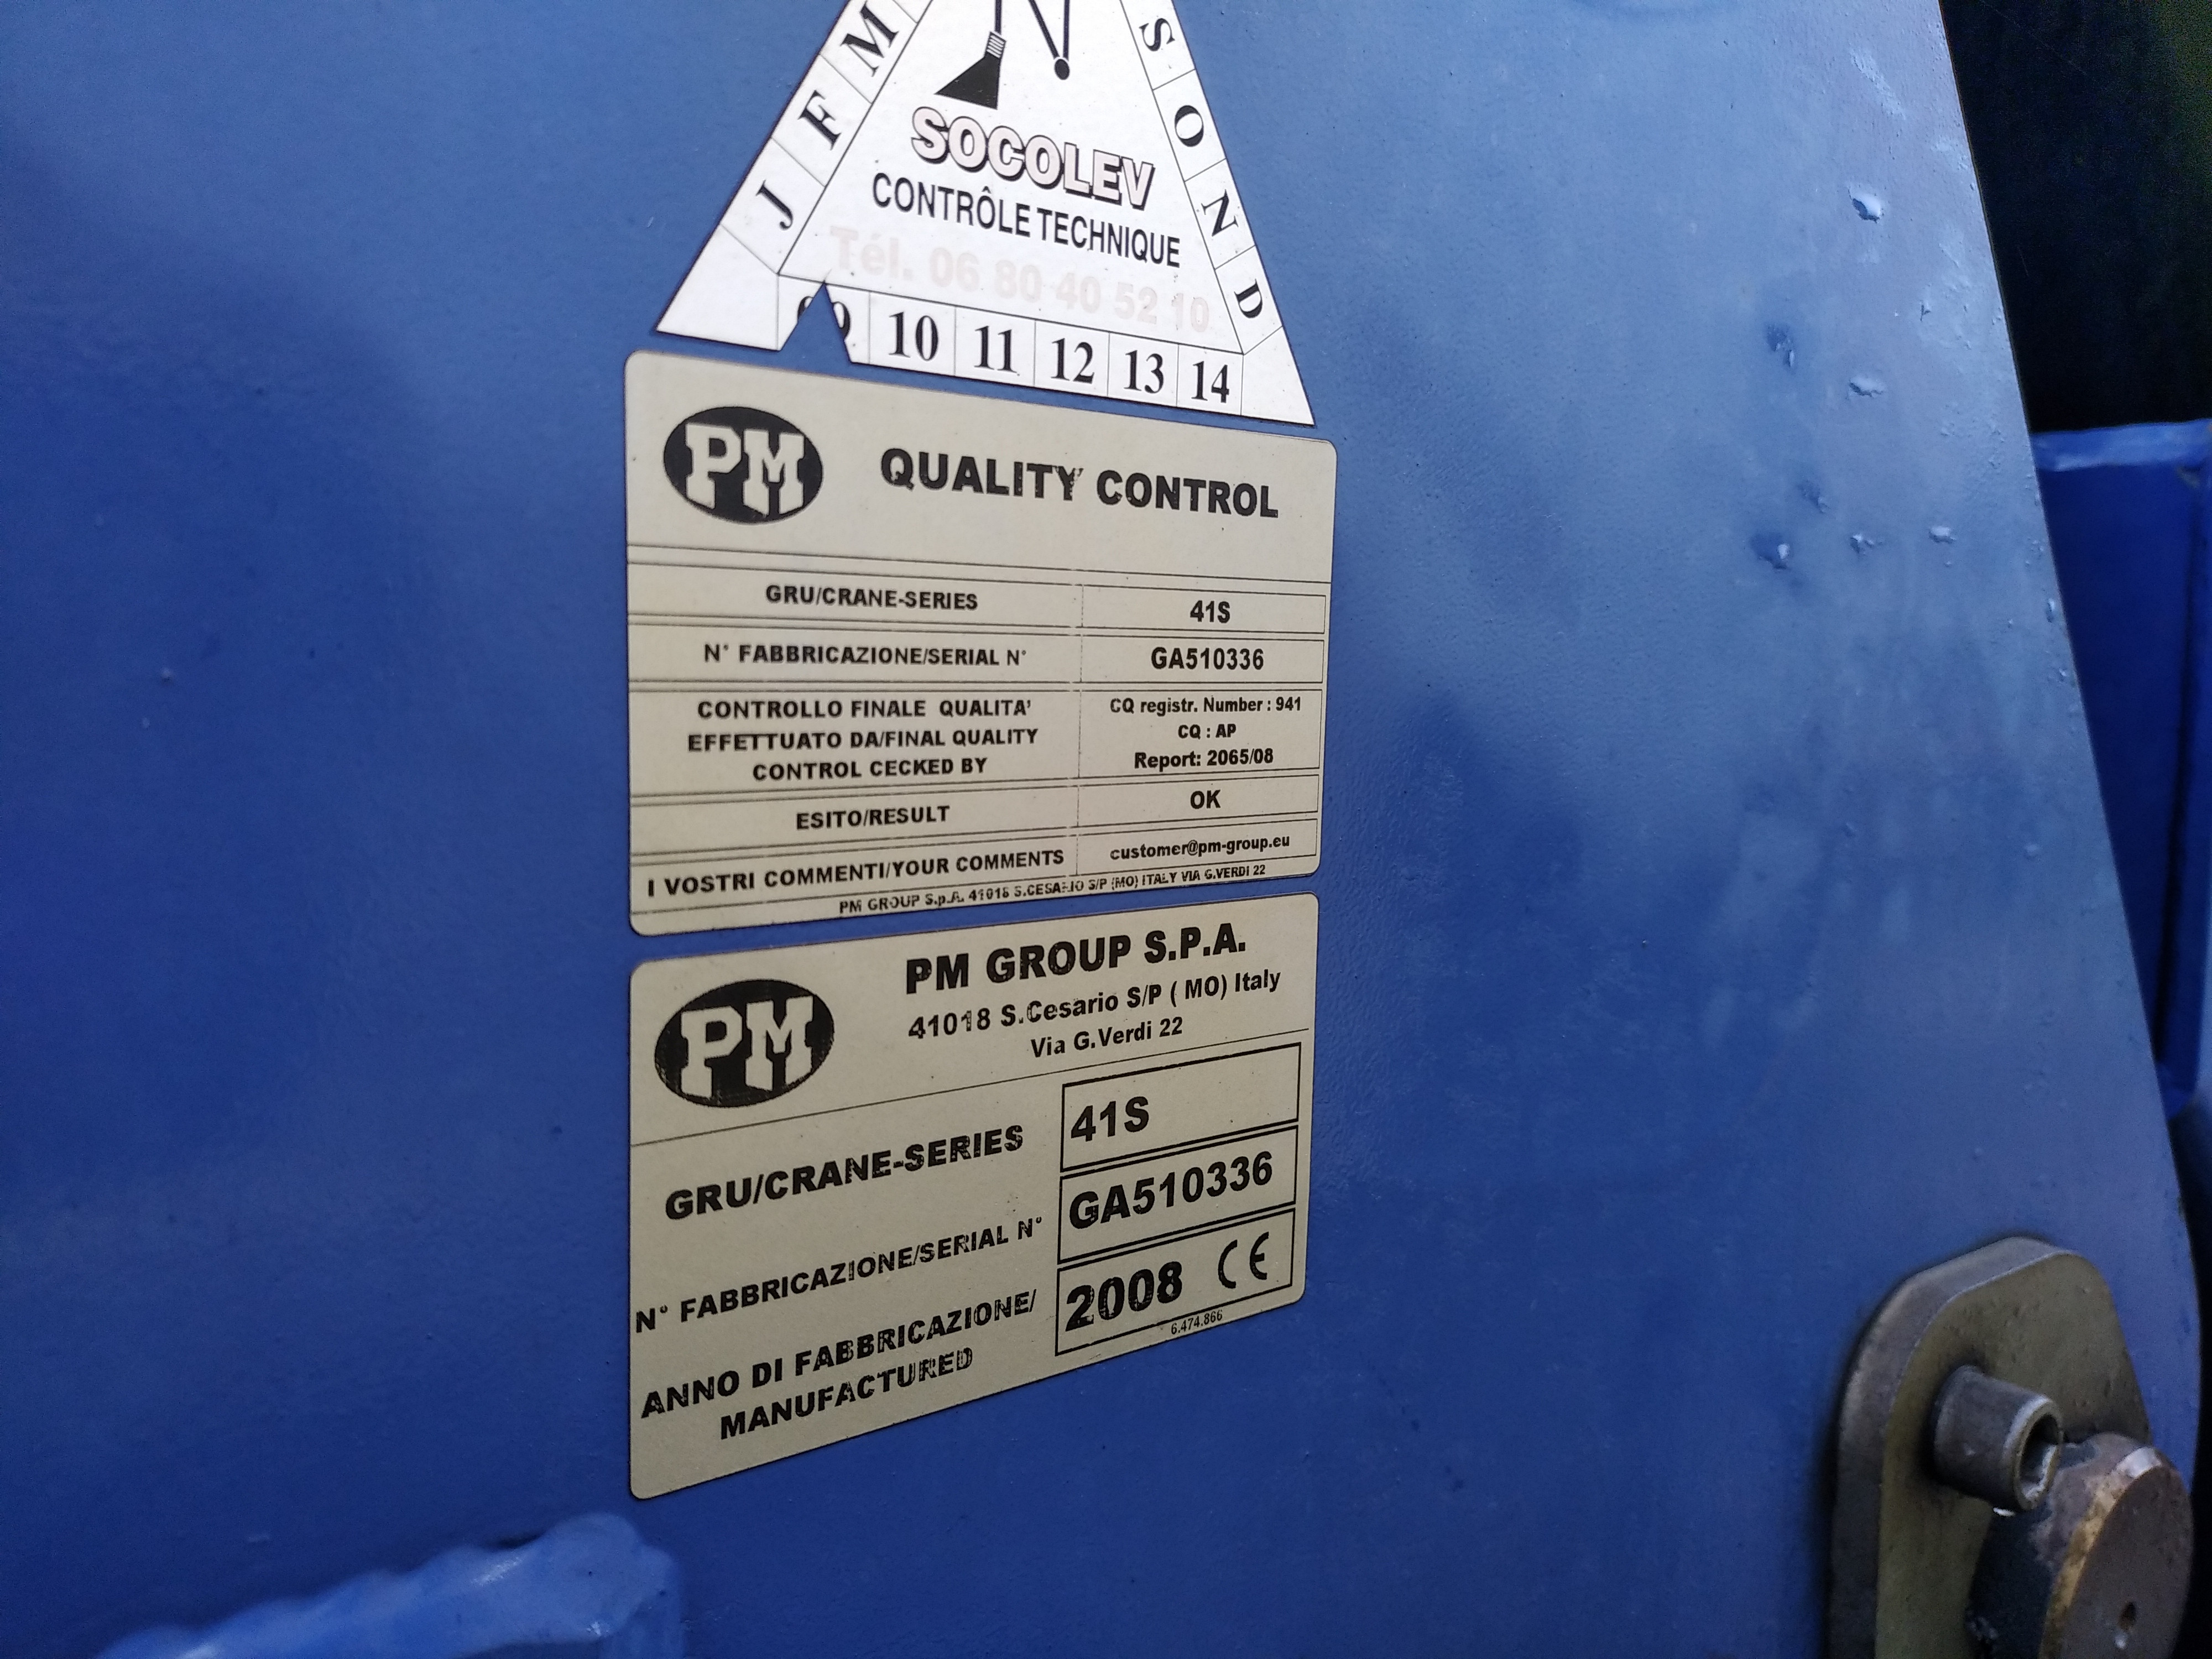 M
F
J
S
O
N
D
SOCOLEV
CONTRÔLE TECHNIQUE
Tél. 06 80 40 52 10
10 11 12 13 14
PM
QUALITY CONTROL
GRU/CRANE-SERIES 41S
N° FABBRICAZIONE/SERIAL N° GA510336
CONTROLLO FINALE QUALITA'
EFFETTUATO DA/FINAL QUALITY
CONTROL CECKED BY
CQ registr. Number : 941
CQ : AP
Report: 2065/08
ESITO/RESULT OK
I VOSTRI COMMENTI/YOUR COMMENTS customer@pm-group.eu
PM GROUP S.p.A. 41018 S.CESARIO S/P (MO) ITALY VIA G.VERDI 22
PM
PM GROUP S.P.A.
41018 S.Cesario S/P ( MO) Italy
Via G.Verdi 22
GRU/CRANE-SERIES 41S
N° FABBRICAZIONE/SERIAL N° GA510336
ANNO DI FABBRICAZIONE/
MANUFACTURED
2008 CE
6.474.866